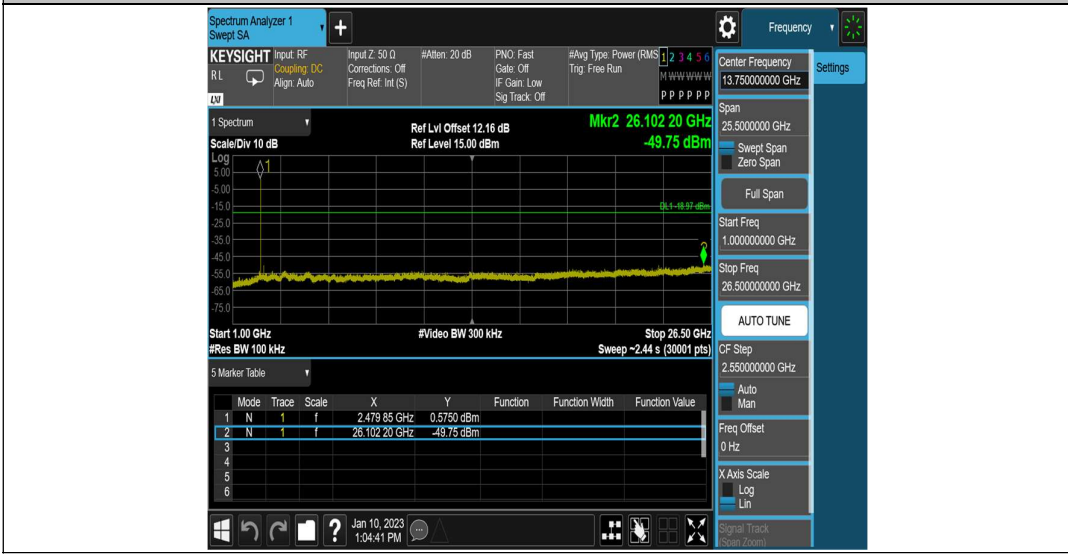 Spectrum Analyzer 1
Swept SA
+
Frequency
KEYSIGHT
Input: RF
Coupling: DC
Align: Auto
Input Z: 50 Ω
Corrections: Off
Freq Ref: Int (S)
#Atten: 20 dB
PNO: Fast
Gate: Off
IF Gain: Low
Sig Track: Off
#Avg Type: Power (RMS
Trig: Free Run
1 2 3 4 5 6
M W W W W W
P P P P P P
R L
LXI
Center Frequency
13.750000000 GHz
Settings
Span
25.5000000 GHz
Swept Span
Zero Span
Full Span
Start Freq
1.000000000 GHz
Stop Freq
26.500000000 GHz
AUTO TUNE
CF Step
2.550000000 GHz
Auto
Man
Freq Offset
0 Hz
X Axis Scale
Log
Lin
Signal Track
(Span Zoom)
1 Spectrum
Scale/Div 10 dB
Ref Lvl Offset 12.16 dB
Ref Level 15.00 dBm
Mkr2 26.102 20 GHz
-49.75 dBm
Log
5.00
-5.00
-15.0
-25.0
-35.0
-45.0
-55.0
-65.0
-75.0
1
DL1 -18.97 dBm
2
Start 1.00 GHz
#Video BW 300 kHz
Stop 26.50 GHz
#Res BW 100 kHz
Sweep ~2.44 s (30001 pts)
5 Marker Table
Mode Trace Scale X Y Function Function Width Function Value
1 N 1 f 2.479 85 GHz 0.5750 dBm
2 N 1 f 26.102 20 GHz -49.75 dBm
3
4
5
6
?
Jan 10, 2023
1:04:41 PM